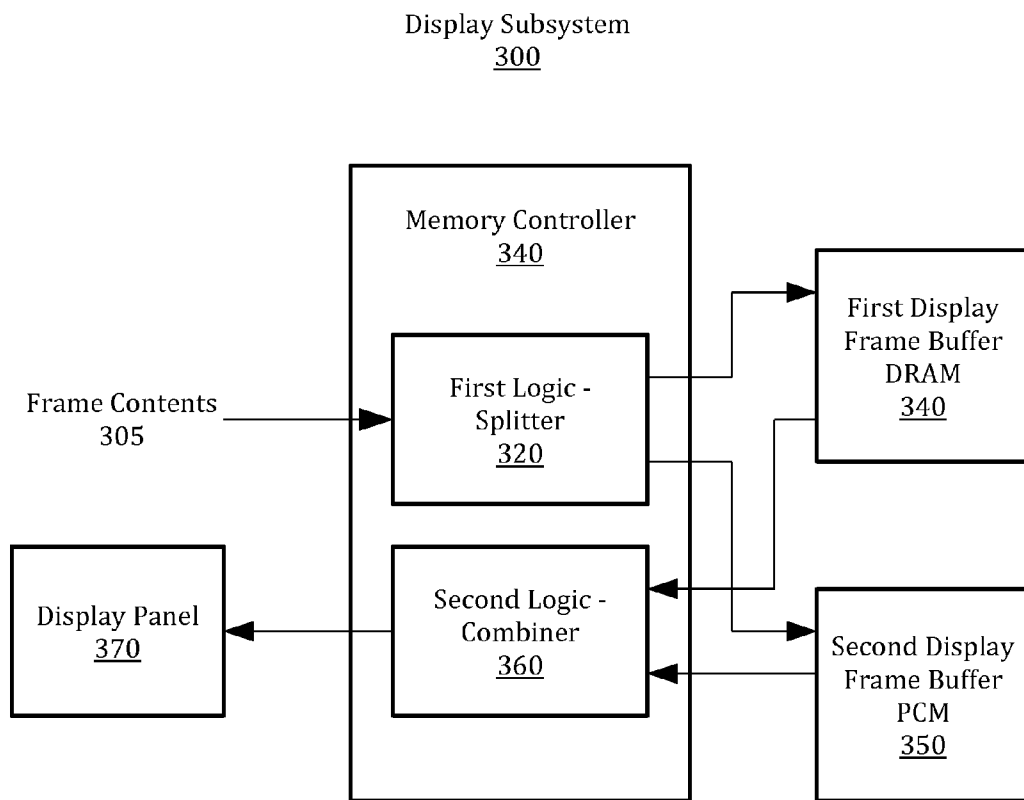 Display Subsystem
300
Memory Controller
340
First Logic -
Splitter
320
Frame Contents
305
First Display
Frame Buffer
DRAM
340
Display Panel
370
Second Logic -
Combiner
360
Second Display
Frame Buffer
PCM
350